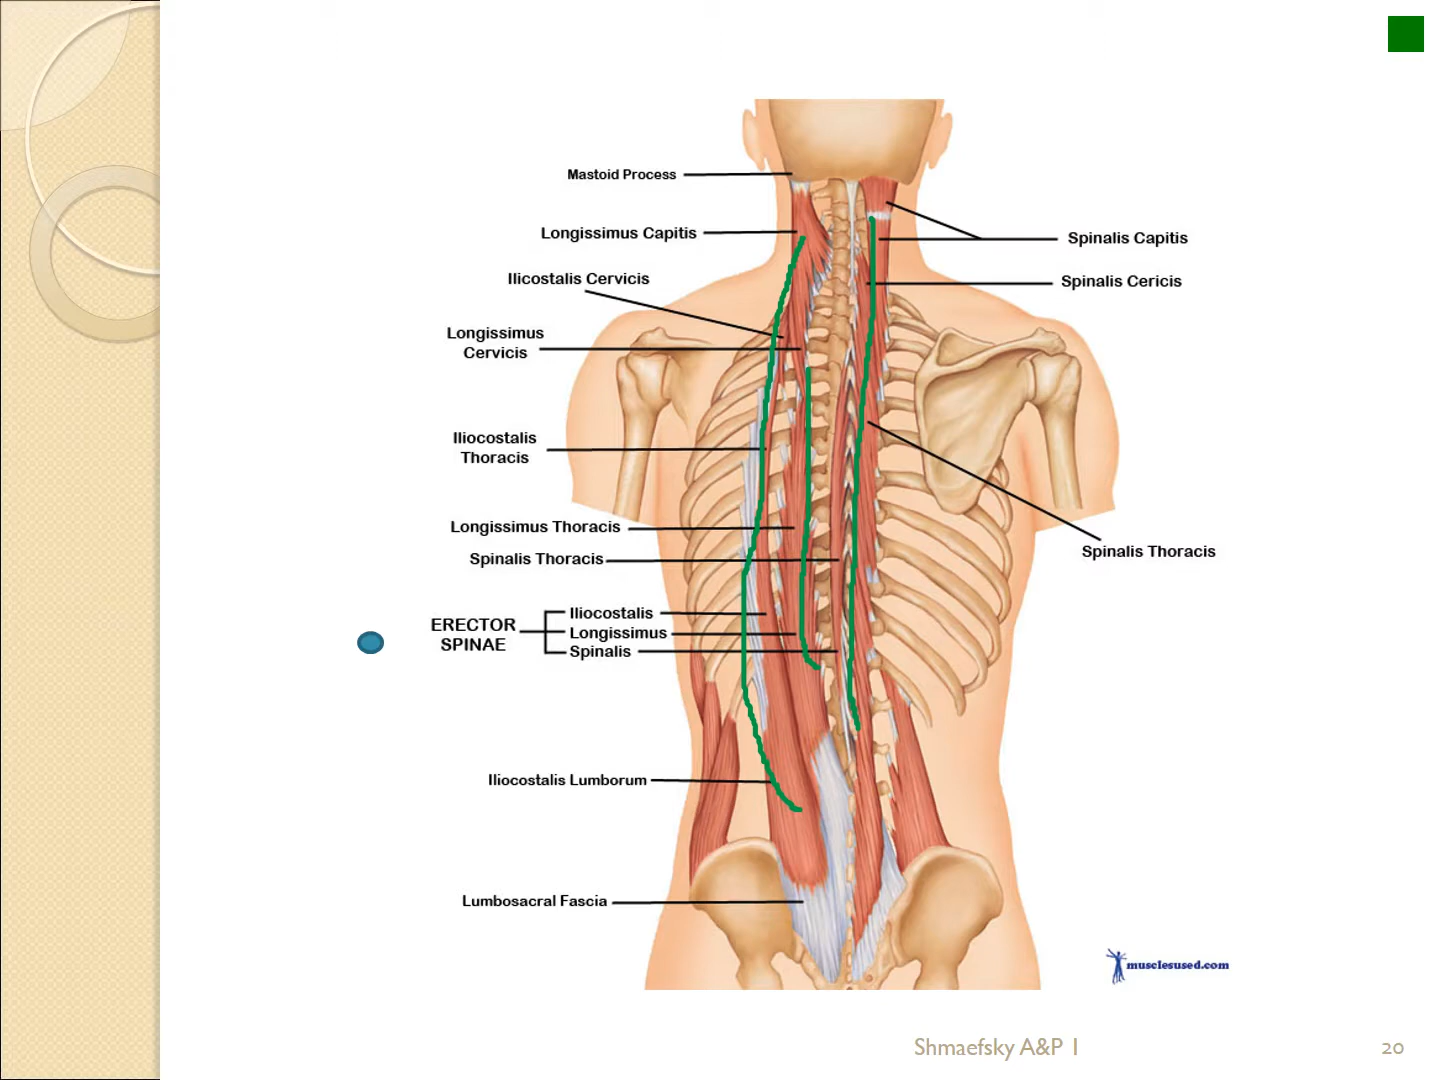 Mastoid Process
Longissimus Capitis
Ilicostalis Cervicis
Longissimus
Cervicis
Iliocostalis
Thoracis
Longissimus Thoracis
Spinalis Thoracis
ERECTOR
SPINAE
Iliocostalis
Longissimus
Spinalis
Iliocostalis Lumborum
Lumbosacral Fascia
Spinalis Capitis
Spinalis Cericis
Spinalis Thoracis
musclesused.com
Shmaefsky A&P 1
20